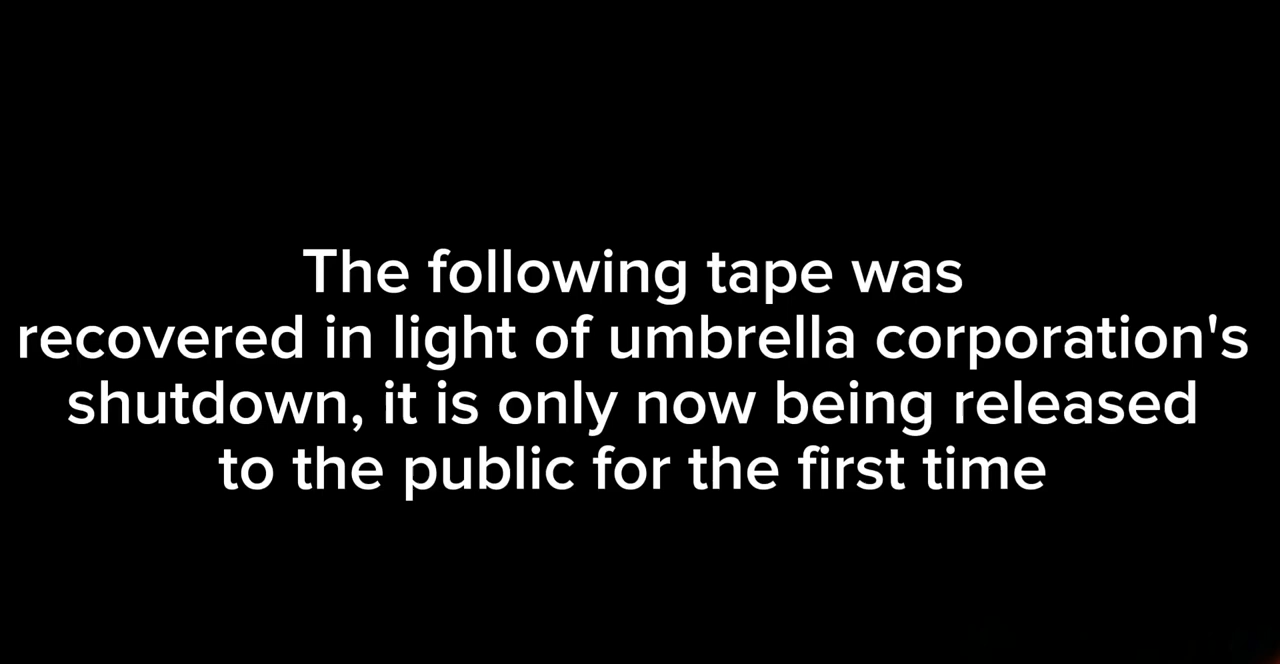 The following tape was
recovered in light of umbrella corporation's
shutdown, it is only now being released
to the public for the first time